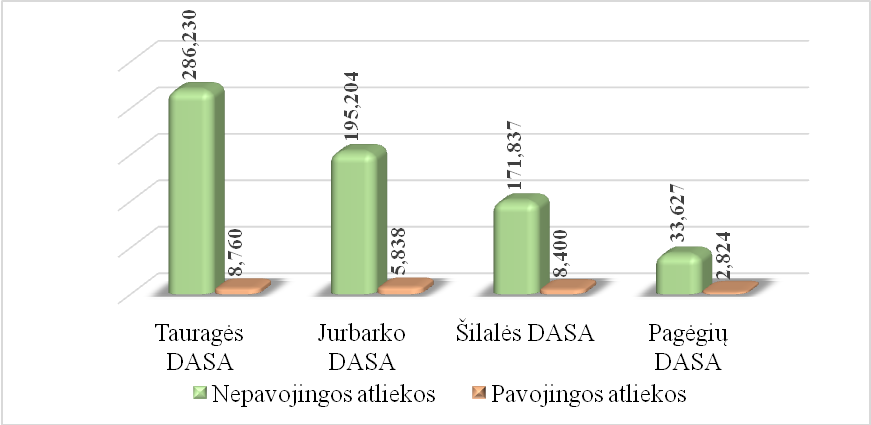 286,230
8,760
195,204
5,838
171,837
8,400
33,627
2,824
Tauragės
DASA
Jurbarko
DASA
Šilalės DASA
Pagėgių
DASA
Nepavojingos atliekos
Pavojingos atliekos